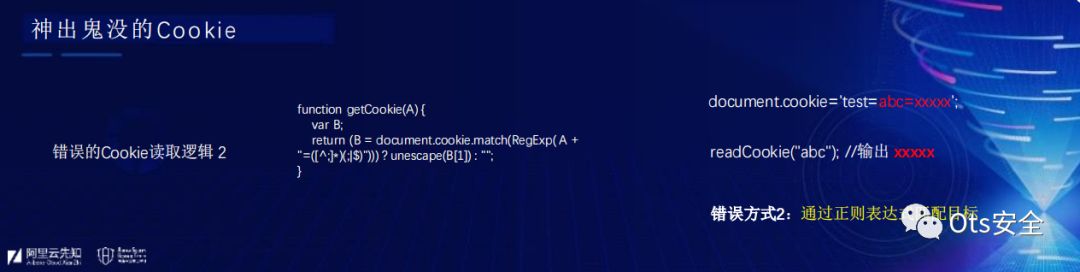 神出鬼没的Cookie
错误的Cookie读取逻辑 2
function getCookie(A) {
var B;
return (B = document.cookie.match(RegExp( A +
"=([^;]*)(;|$)"))) ? unescape(B[1]) : "";
}
document.cookie='test=abc=xxxxx';
readCookie("abc"); //输出 xxxxx
错误方式2：通过正则表达式匹配目标
Ots安全
阿里云先知